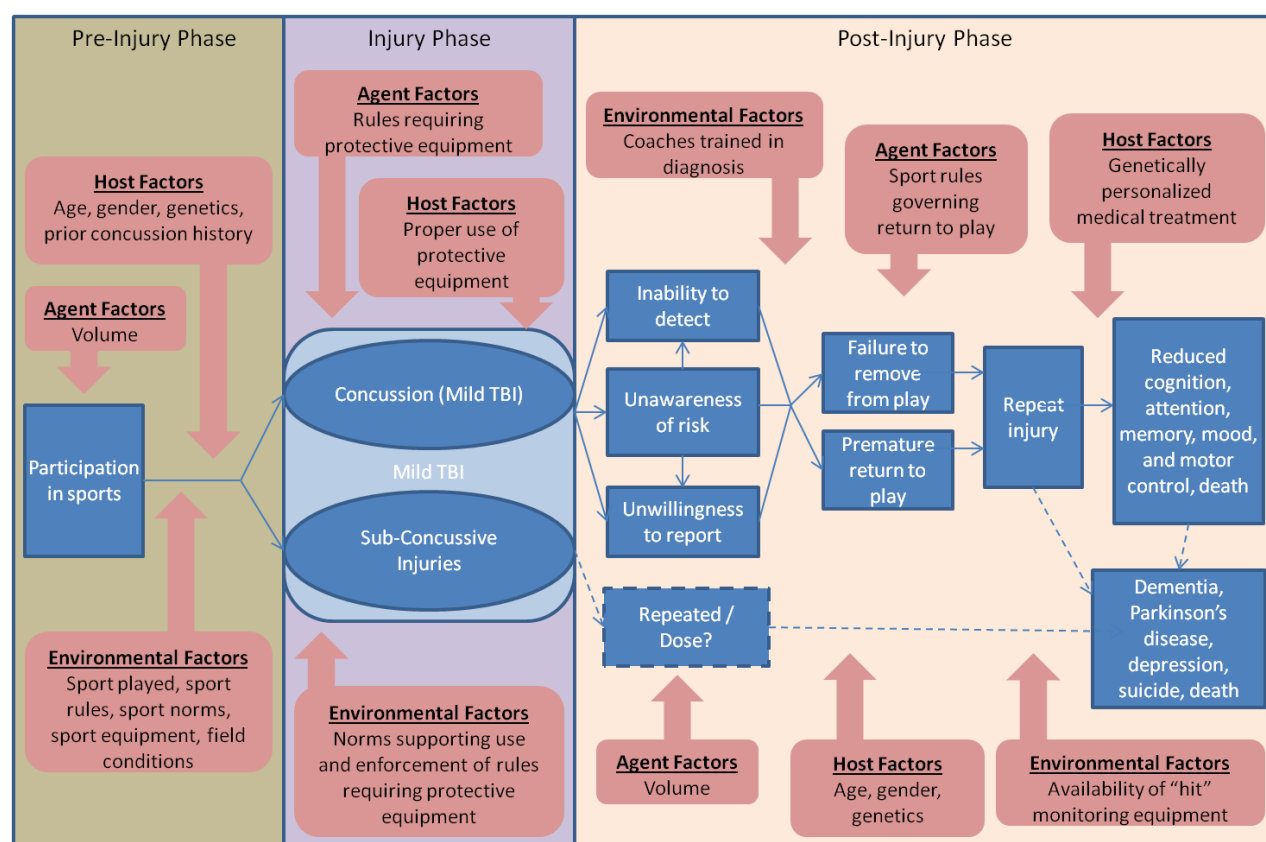 Pre-Injury Phase
Host Factors
Age, gender, genetics,
prior concussion history
Agent Factors
Volume
Participation
in sports
Environmental Factors
Sport played, sport
rules, sport norms,
sport equipment, field
conditions
Injury Phase
Agent Factors
Rules requiring
protective equipment
Host Factors
Proper use of
protective
equipment
Concussion (Mild TBI)
Mild TBI
Sub-Concussive
Injuries
Environmental Factors
Norms supporting use
and enforcement of rules
requiring protective
equipment
Post-Injury Phase
Environmental Factors
Coaches trained in
diagnosis
Agent Factors
Sport rules
governing
return to play
Host Factors
Genetically
personalized
medical treatment
Inability to
detect
Unawareness
of risk
Unwillingness
to report
Failure to
remove
from play
Premature
return to
play
Repeat
injury
Reduced
cognition,
attention,
memory, mood,
and motor
control, death
Repeated /
Dose?
Dementia,
Parkinson's
disease,
depression,
suicide, death
Agent Factors
Volume
Host Factors
Age, gender,
genetics
Environmental Factors
Availability of “hit”
monitoring equipment